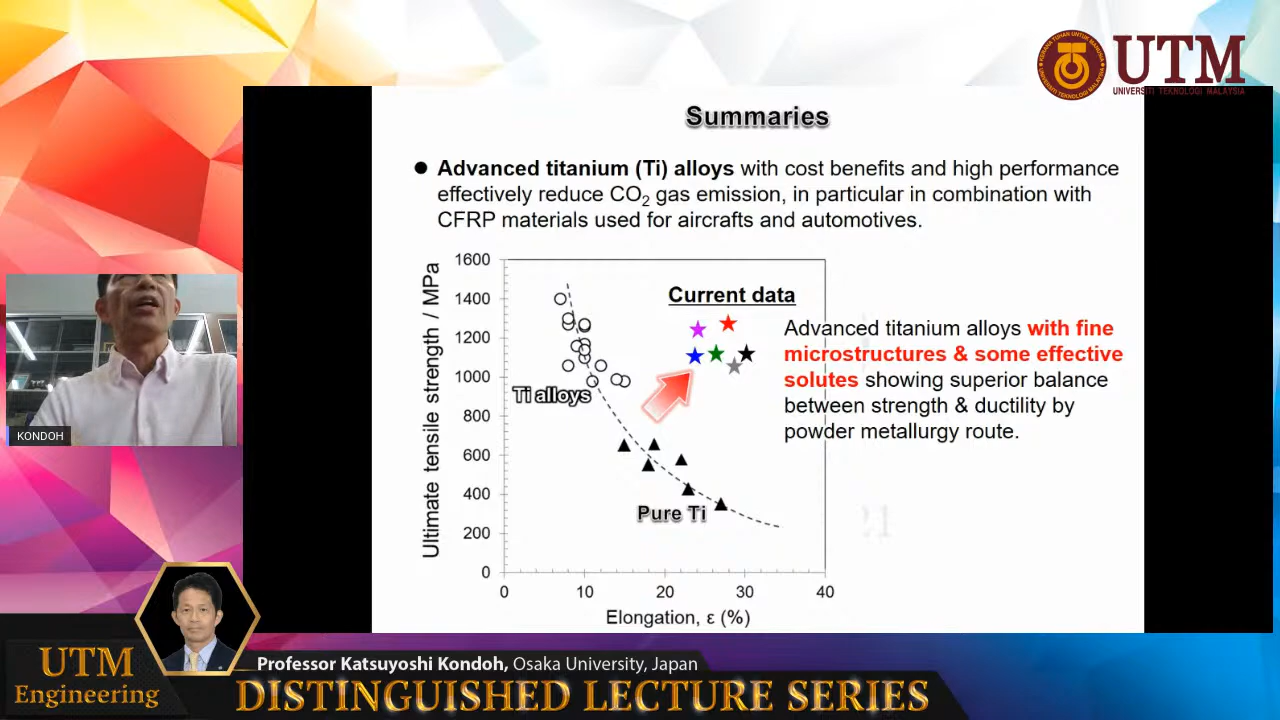 UTM
UNIVERSITI TEKNOLOGI MALAYSIA
Summaries
● Advanced titanium (Ti) alloys with cost benefits and high performance
effectively reduce CO2 gas emission, in particular in combination with
CFRP materials used for aircrafts and automotives.
Ultimate tensile strength / MPa
1600
1400
1200
1000
800
600
400
200
0
0 10 20 30 40
Elongation, ε (%)
Current data
Ti alloys
Pure Ti
Advanced titanium alloys with fine
microstructures & some effective
solutes showing superior balance
between strength & ductility by
powder metallurgy route.
KONDOH
UTM
Engineering
Professor Katsuyoshi Kondoh, Osaka University, Japan
DISTINGUISHED LECTURE SERIES